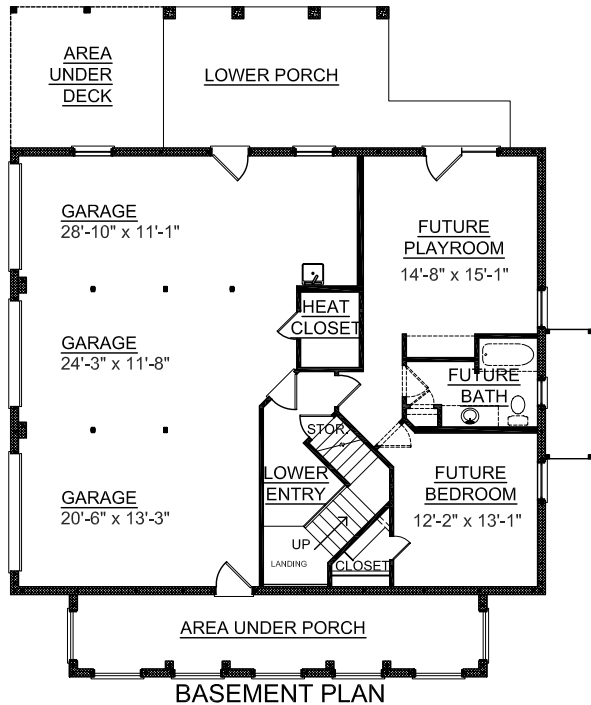 AREA
UNDER
DECK
LOWER PORCH
GARAGE
28'-10" x 11'-1"
FUTURE
PLAYROOM
14'-8" x 15'-1"
HEAT
CLOSET
GARAGE
24'-3" x 11'-8"
FUTURE
BATH
STOR.
LOWER
ENTRY
FUTURE
BEDROOM
12'-2" x 13'-1"
GARAGE
20'-6" x 13'-3"
UP
LANDING
CLOSET
AREA UNDER PORCH
BASEMENT PLAN